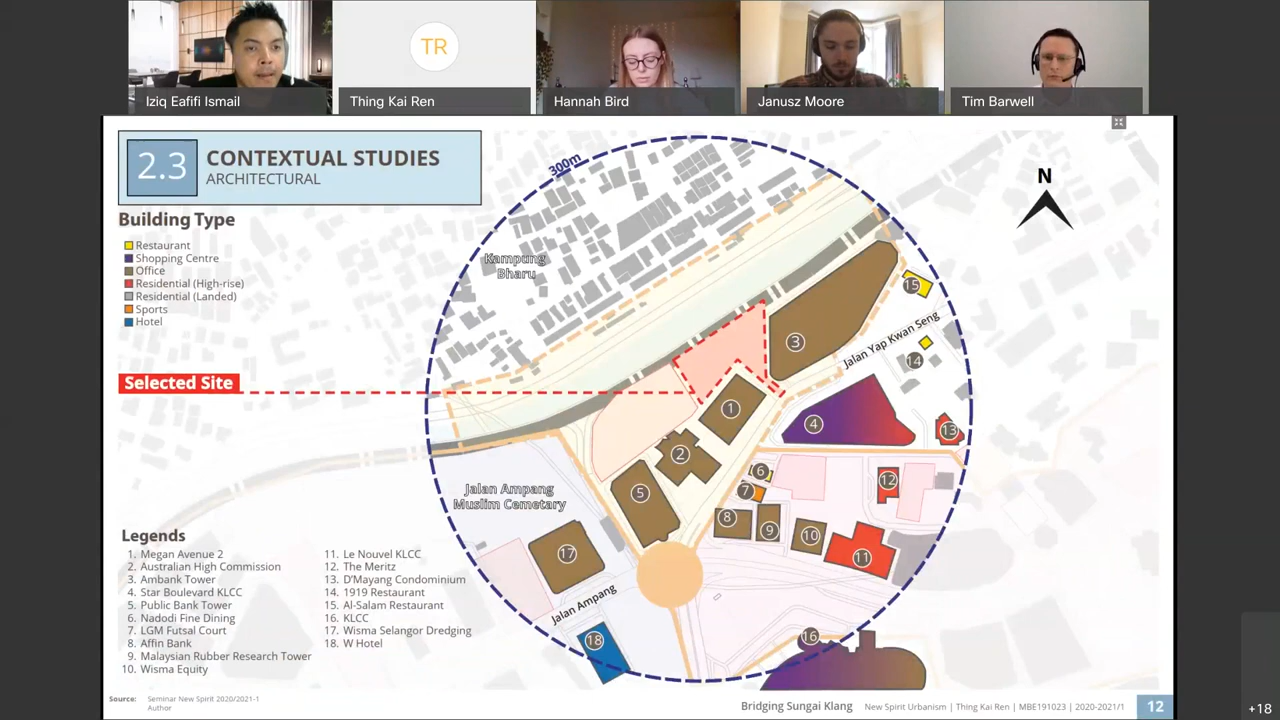 TR
Iziq Eafifi Ismail
Thing Kai Ren
Hannah Bird
Janusz Moore
Tim Barwell
2.3
CONTEXTUAL STUDIES
ARCHITECTURAL
Building Type
Restaurant
Shopping Centre
Office
Residential (High-rise)
Residential (Landed)
Sports
Hotel
Selected Site
300m
N
Kampung
Bharu
Jalan Yap Kwan Seng
Jalan Ampang
Muslim Cemetary
Jalan Ampang
15
3
14
1
4
13
2
6
12
7
5
8
9
10
17
11
18
16
Legends
1. Megan Avenue 2
2. Australian High Commission
3. Ambank Tower
4. Star Boulevard KLCC
5. Public Bank Tower
6. Nadodi Fine Dining
7. LGM Futsal Court
8. Affin Bank
9. Malaysian Rubber Research Tower
10. Wisma Equity
11. Le Nouvel KLCC
12. The Meritz
13. D'Mayang Condominium
14. 1919 Restaurant
15. Al-Salam Restaurant
16. KLCC
17. Wisma Selangor Dredging
18. W Hotel
Source: Seminar New Spirit 2020/2021-1
Author
Bridging Sungai Klang New Spirit Urbanism | Thing Kai Ren | MBE191023 | 2020-2021/1
12
+18